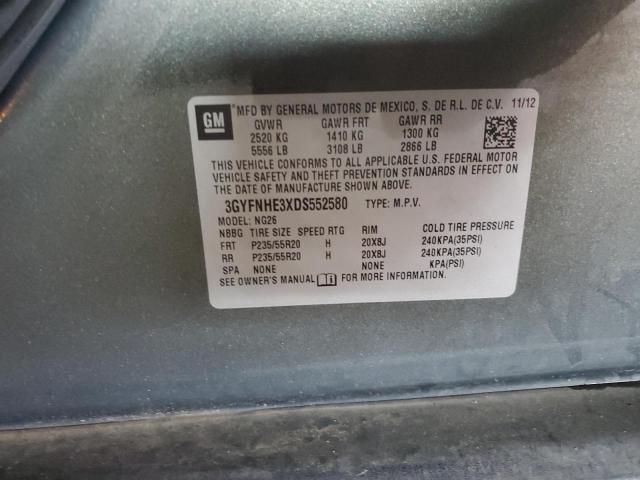 GM MFD BY GENERAL MOTORS DE MEXICO, S. DE R.L. DE C.V. 11/12
GVWR GAWR FRT GAWR RR
2520 KG 1410 KG 1300 KG
5556 LB 3108 LB 2866 LB
THIS VEHICLE CONFORMS TO ALL APPLICABLE U.S. FEDERAL MOTOR
VEHICLE SAFETY AND THEFT PREVENTION STANDARDS IN EFFECT ON
THE DATE OF MANUFACTURE SHOWN ABOVE.
3GYFNHE3XDS552580 TYPE: M.P.V.
MODEL: NG26
NBBG TIRE SIZE SPEED RTG RIM COLD TIRE PRESSURE
FRT P235/55R20 H 20X8J 240KPA(35PSI)
RR P235/55R20 H 20X8J 240KPA(35PSI)
SPA NONE NONE KPA(PSI)
SEE OWNER'S MANUAL FOR MORE INFORMATION.